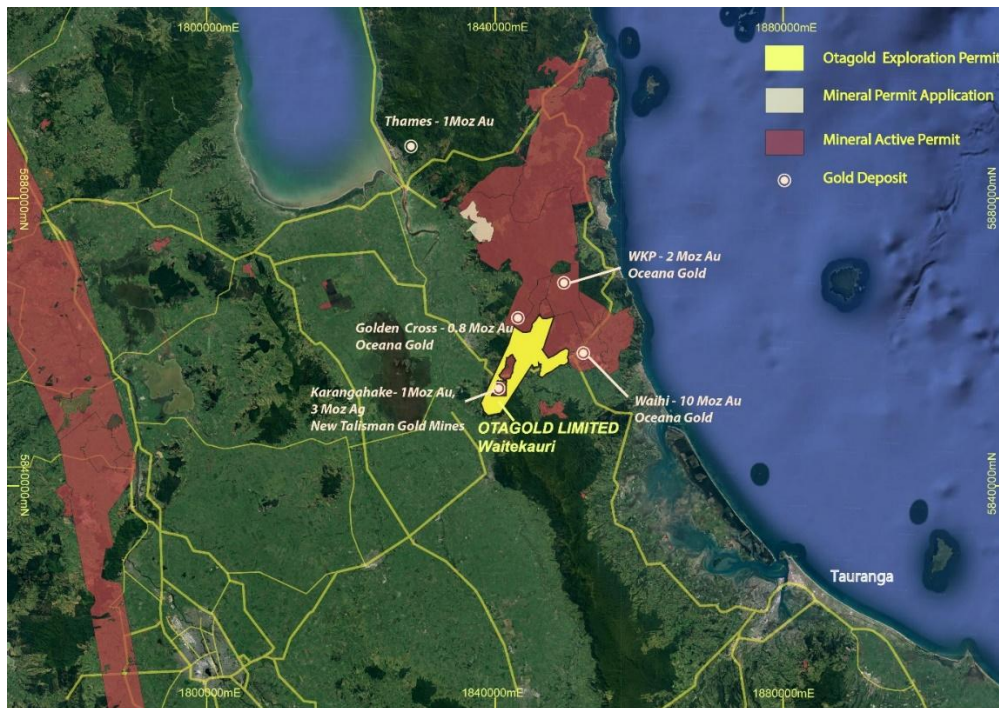 1800000mE
1840000mE
1880000mE
Otagold Exploration Permit
Mineral Permit Application
Mineral Active Permit
Gold Deposit
Thames - 1Moz Au
5880000mN
5880000mN
WKP - 2 Moz Au
Oceana Gold
Golden Cross - 0.8 Moz Au
Oceana Gold
Karangahake- 1Moz Au,
3 Moz Ag
New Talisman Gold Mines
Waihi - 10 Moz Au
Oceana Gold
OTAGOLD LIMITED
Waitekauri
5840000mN
5840000mN
Tauranga
1800000mE
1840000mE
1880000mE